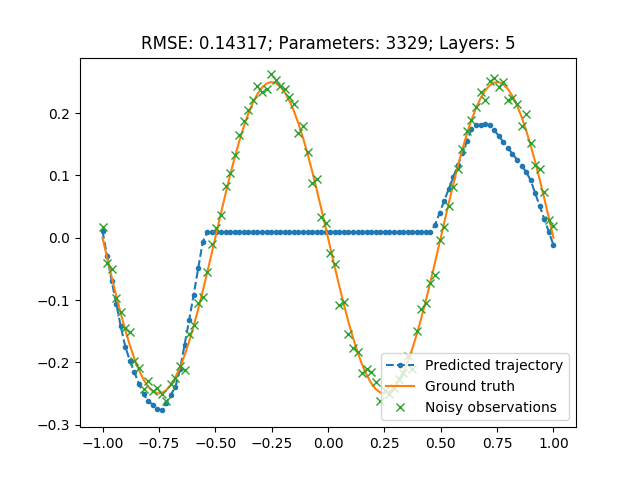 RMSE: 0.14317; Parameters: 3329; Layers: 5
0.2
0.1
0.0
−0.1
−0.2
−0.3
Predicted trajectory
Ground truth
Noisy observations
−1.00 −0.75 −0.50 −0.25 0.00 0.25 0.50 0.75 1.00